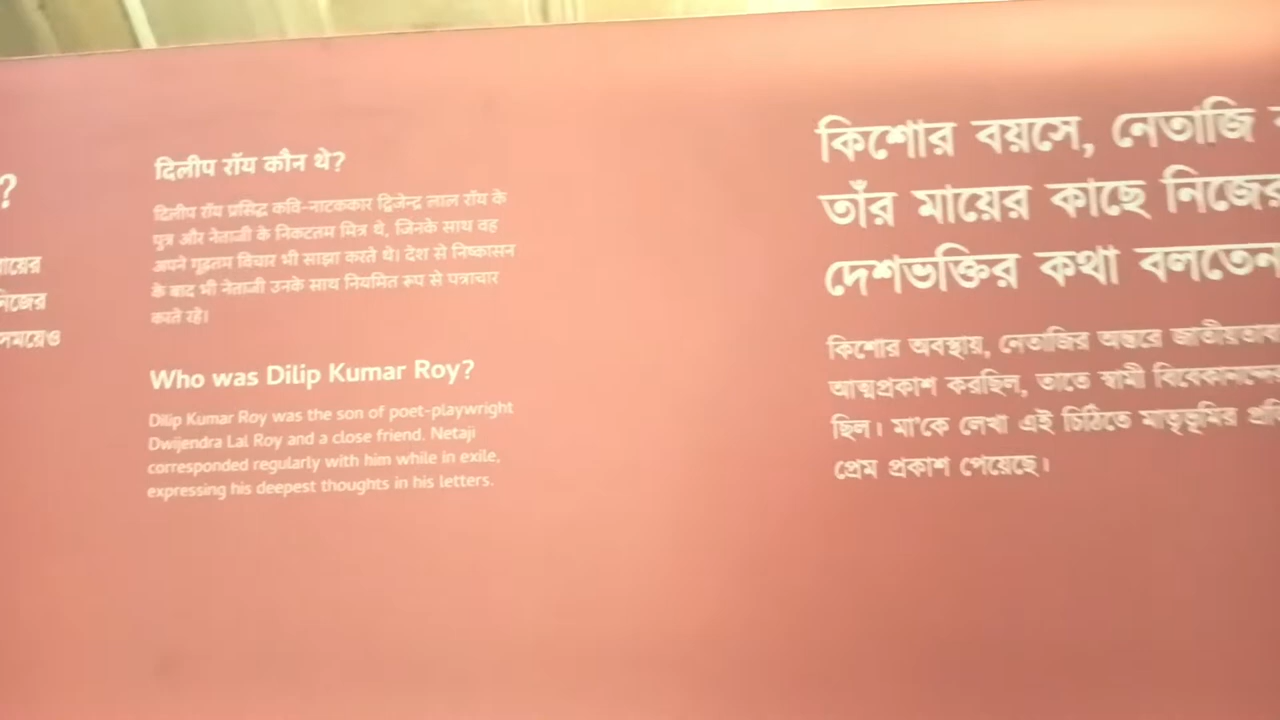 ?
दिलीप रॉय कौन थे?
दिलीप रॉय प्रसिद्ध कवि-नाटककार द्विजेन्द्र लाल रॉय के
पुत्र और नेताजी के निकटतम मित्र थे, जिनके साथ वह
अपने गूढ़तम विचार भी साझा करते थे। देश से निष्कासन
के बाद भी नेताजी उनके साथ नियमित रूप से पत्राचार
करते रहे।
Who was Dilip Kumar Roy?
Dilip Kumar Roy was the son of poet-playwright
Dwijendra Lal Roy and a close friend. Netaji
corresponded regularly with him while in exile,
expressing his deepest thoughts in his letters.
কিশোর বয়সে, নেতাজি
তাঁর মায়ের কাছে নিজের
দেশভক্তির কথা বলতেন
কিশোর অবস্থায়, নেতাজির অন্তরে
আত্মপ্রকাশ করছিল, তাতে স্বামী
ছিল। মা'কে লেখা এই চিঠিতে মাতৃভূমির
প্রেম প্রকাশ পেয়েছে।